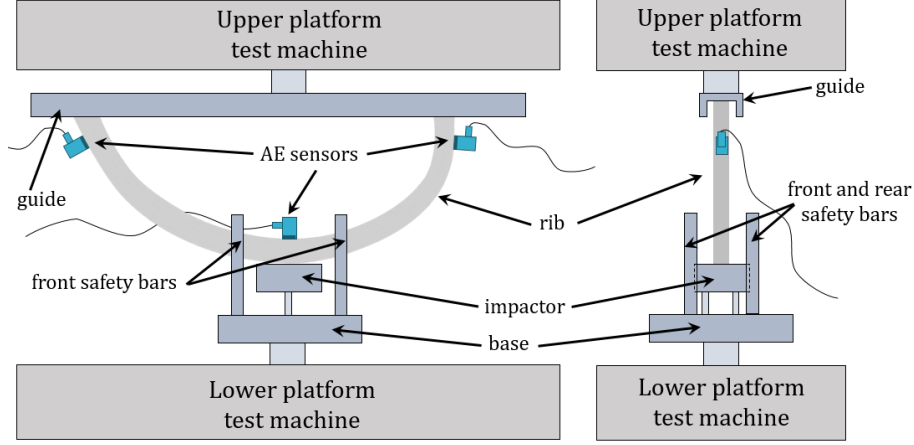 Upper platform
test machine
AE sensors
guide
rib
front safety bars
impactor
base
Lower platform
test machine
Upper platform
test machine
guide
front and rear
safety bars
Lower platform
test machine